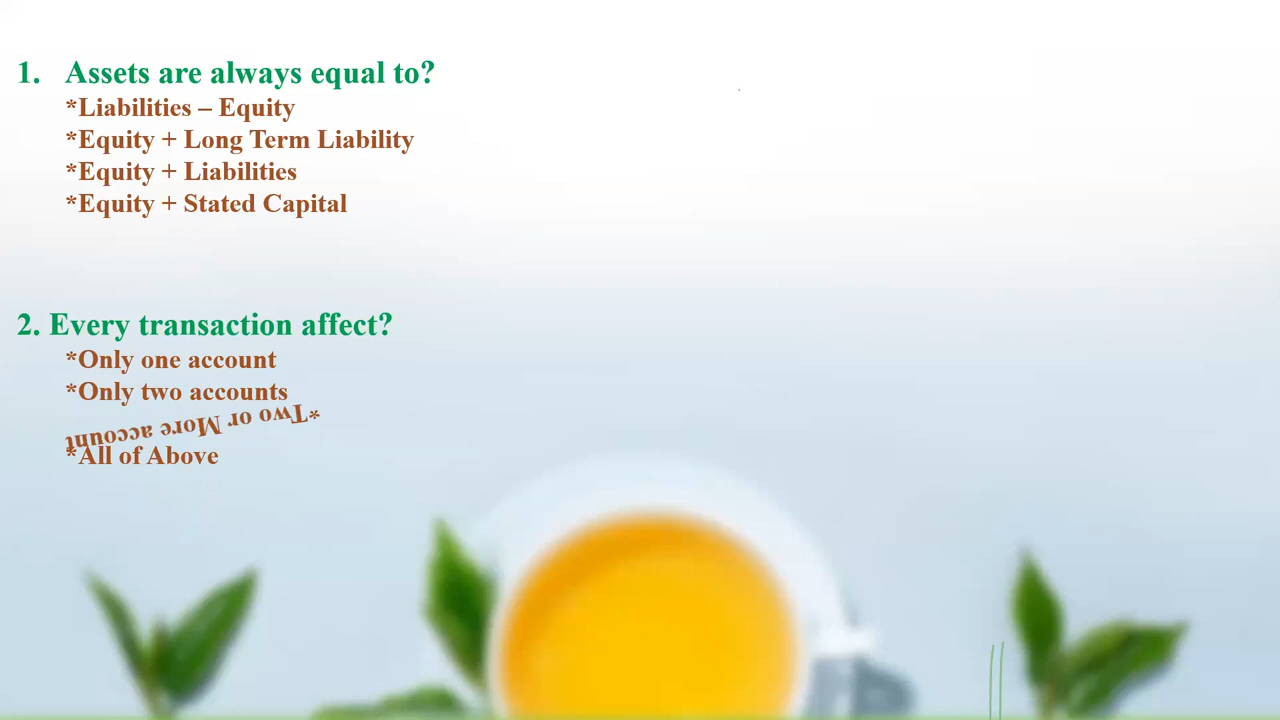 1. Assets are always equal to?
*Liabilities – Equity
*Equity + Long Term Liability
*Equity + Liabilities
*Equity + Stated Capital
2. Every transaction affect?
*Only one account
*Only two accounts
*Two or More account
*All of Above